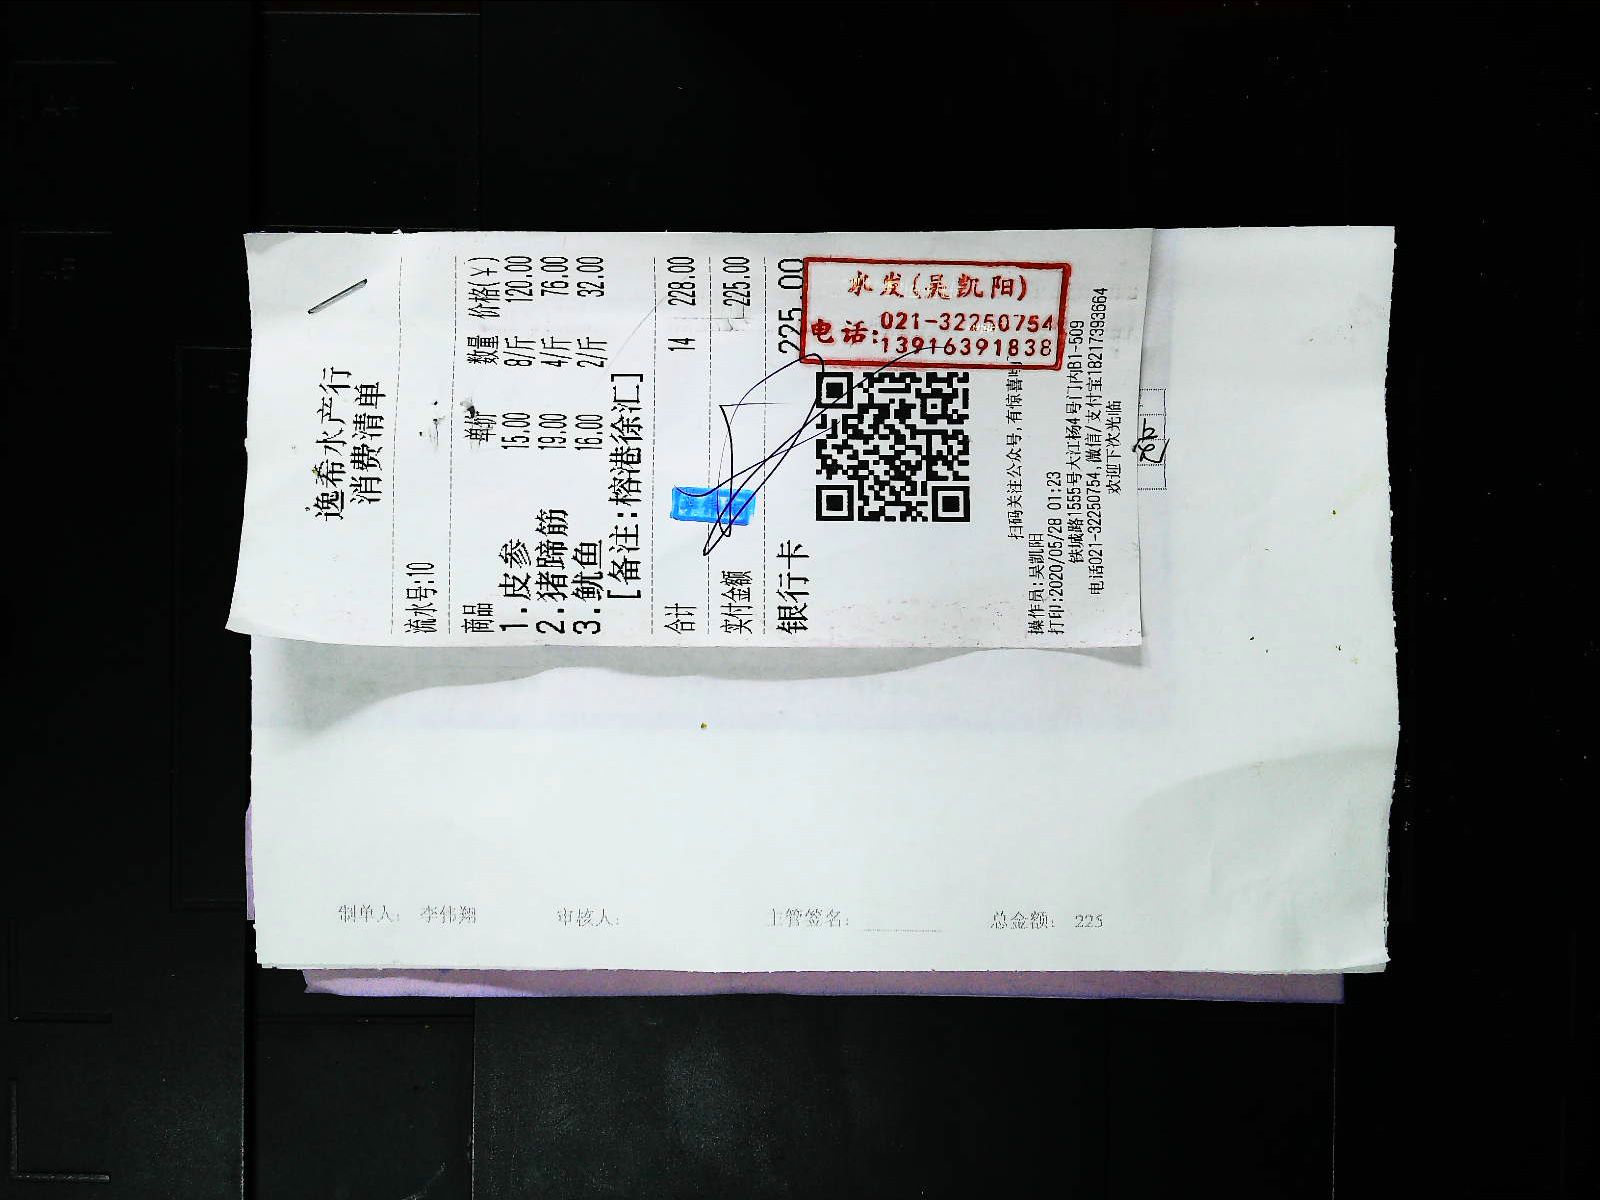 逸希水产行
消费清单
流水号:10
商品 单价 数量 价格(¥)
1.皮参 15.00 8/斤 120.00
2.猪蹄筋 19.00 4/斤 76.00
3.鱿鱼 16.00 2/斤 32.00
[备注:榕港徐汇]
合计 14 228.00
实付金额 225.00
银行卡 225.00
水发(吴凯阳)
电话:021-32250754
13916391838
扫码关注公众号,有惊喜
操作员:吴凯阳
打印:2020/05/28 01:23
铁城路1555号大江杨4号门内B1-509
电话021-32250754,微信/支付宝18217393664
欢迎下次光临
制单人: 李伟翔 审核人: 主管签名: 总金额: 225